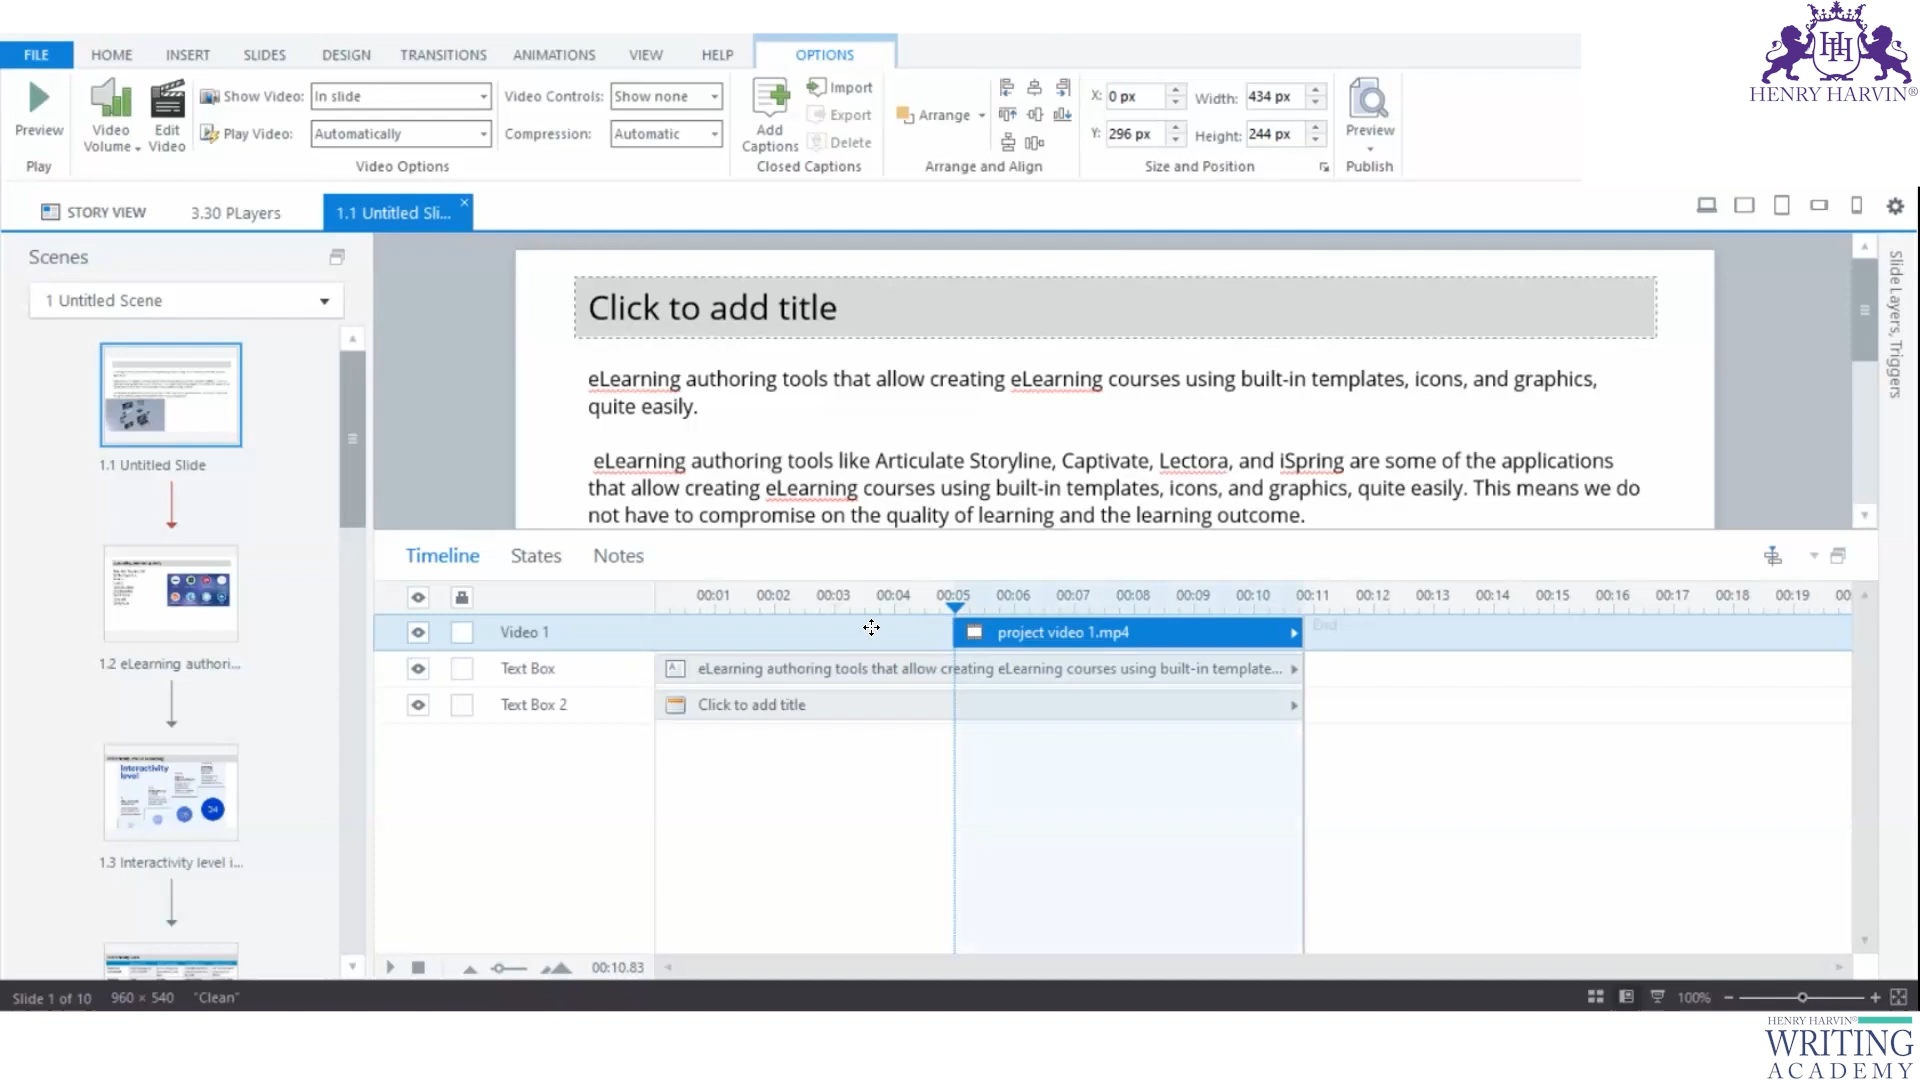 HENRY HARVIN®
FILE HOME INSERT SLIDES DESIGN TRANSITIONS ANIMATIONS VIEW HELP OPTIONS
Preview
Play
Video Volume
Edit Video
Show Video: In slide
Play Video: Automatically
Video Controls: Show none
Compression: Automatic
Video Options
Add Captions
Import
Export
Delete
Closed Captions
Arrange
Arrange and Align
X: 0 px
Y: 296 px
Width: 434 px
Height: 244 px
Size and Position
Preview
Publish
STORY VIEW 3.30 PLayers 1.1 Untitled Sli...
Scenes
1 Untitled Scene
1.1 Untitled Slide
1.2 eLearning authori...
Interactivity level
04
1.3 Interactivity level i...
Click to add title
eLearning authoring tools that allow creating eLearning courses using built-in templates, icons, and graphics,
quite easily.
eLearning authoring tools like Articulate Storyline, Captivate, Lectora, and iSpring are some of the applications
that allow creating eLearning courses using built-in templates, icons, and graphics, quite easily. This means we do
not have to compromise on the quality of learning and the learning outcome.
Slide Layers, Triggers
Timeline States Notes
00:01 00:02 00:03 00:04 00:05 00:06 00:07 00:08 00:09 00:10 00:11 00:12 00:13 00:14 00:15 00:16 00:17 00:18 00:19 00
Video 1 project video 1.mp4 End
Text Box eLearning authoring tools that allow creating eLearning courses using built-in template...
Text Box 2 Click to add title
00:10.83
Slide 1 of 10 960 × 540 "Clean" 100%
HENRY HARVIN®
WRITING
ACADEMY